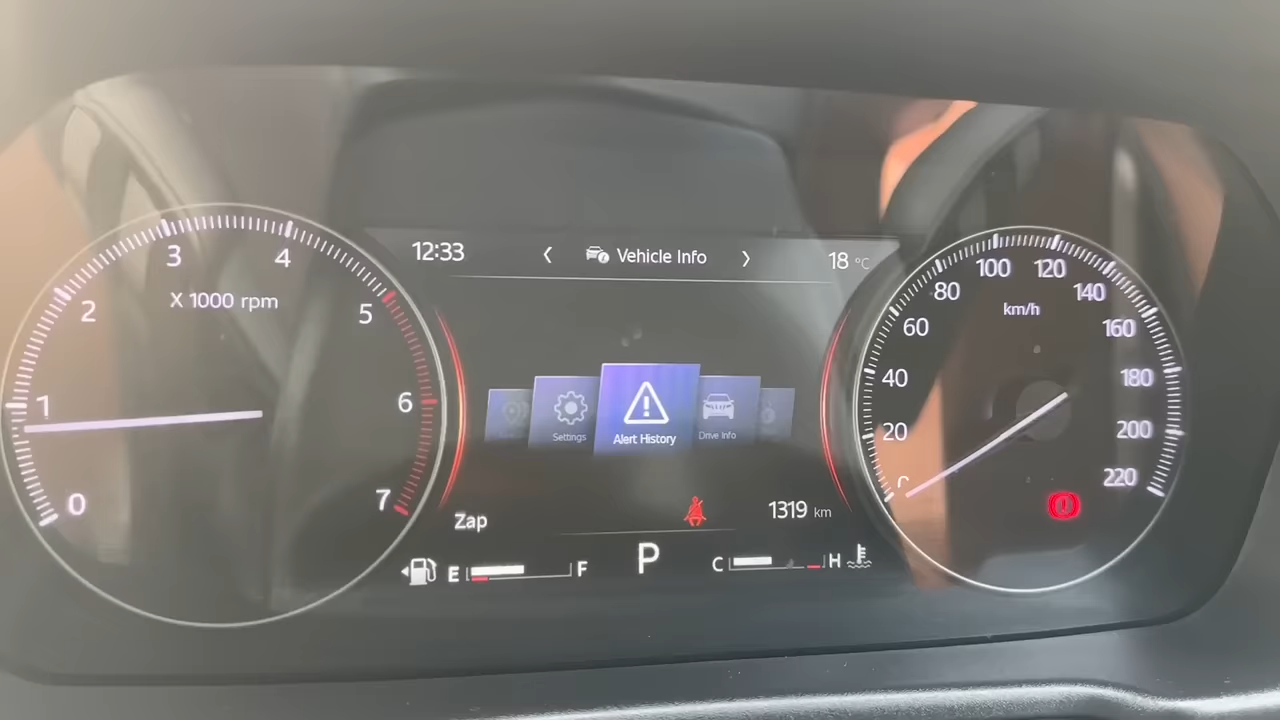 12:33
Vehicle Info
18 °C
0
1
2
3
4
5
6
7
X 1000 rpm
Settings
Alert History
Drive Info
Zap
1319 km
E
F
P
C
H
20
40
60
80
100
120
140
160
180
200
220
km/h